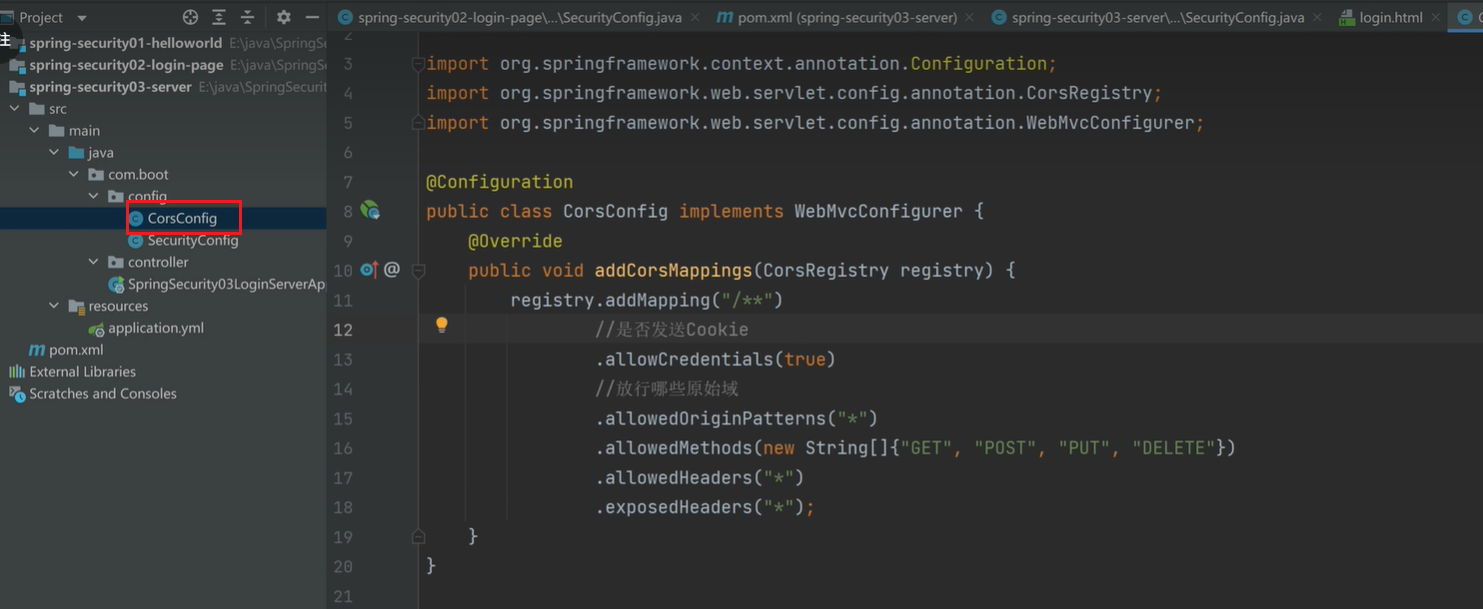 Project
注
spring-security01-helloworld E:\java\SpringSe
spring-security02-login-page E:\java\SpringS
spring-security03-server E:\java\SpringSecurit
src
main
java
com.boot
config
CorsConfig
SecurityConfig
controller
SpringSecurity03LoginServerAp
resources
application.yml
pom.xml
External Libraries
Scratches and Consoles
spring-security02-login-page\...\SecurityConfig.java × pom.xml (spring-security03-server) × spring-security03-server\...\SecurityConfig.java × login.html ×
2
3 import org.springframework.context.annotation.Configuration;
4 import org.springframework.web.servlet.config.annotation.CorsRegistry;
5 import org.springframework.web.servlet.config.annotation.WebMvcConfigurer;
6
7 @Configuration
8 public class CorsConfig implements WebMvcConfigurer {
9 @Override
10 @ public void addCorsMappings(CorsRegistry registry) {
11 registry.addMapping("/**")
12 //是否发送Cookie
13 .allowCredentials(true)
14 //放行哪些原始域
15 .allowedOriginPatterns("*")
16 .allowedMethods(new String[]{"GET", "POST", "PUT", "DELETE"})
17 .allowedHeaders("*")
18 .exposedHeaders("*");
19 }
20 }
21